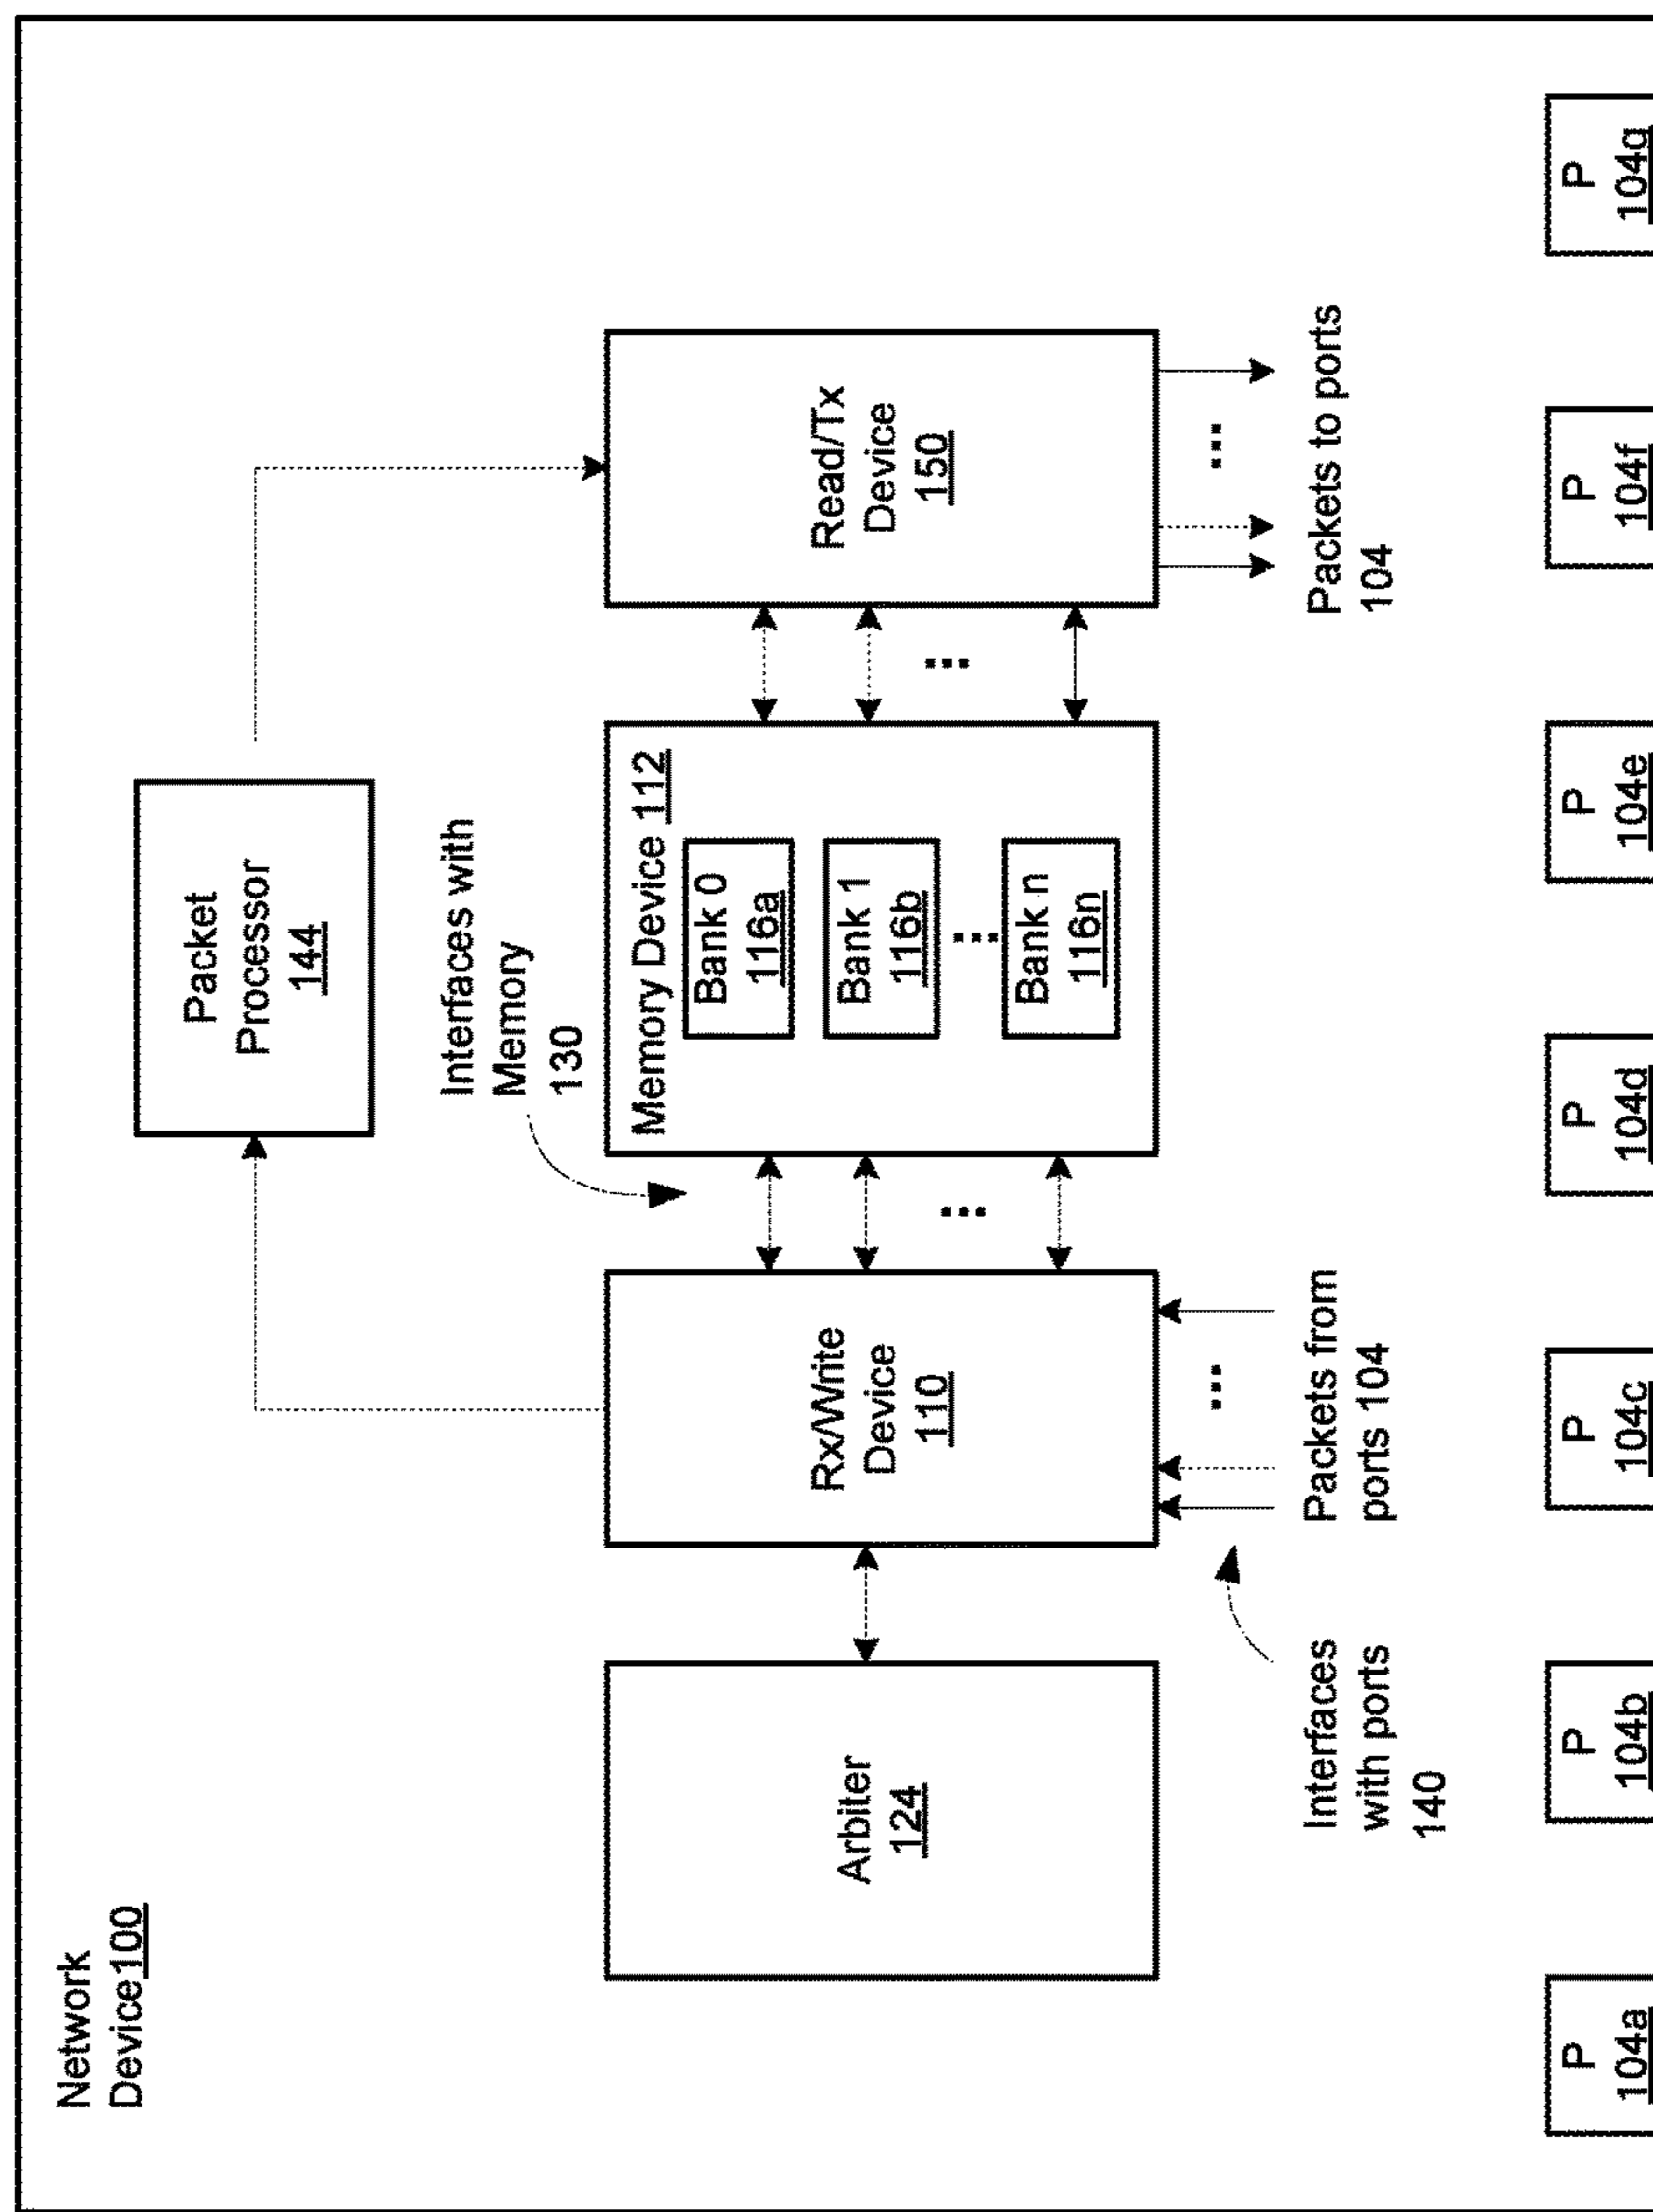 Network
Device100
Packet
Processor
144
Interfaces with
Memory
130
Arbiter
124
Rx/Write
Device
110
Memory Device 112
Bank 0
116a
Bank 1
116b
Bank n
116n
Read/Tx
Device
150
Interfaces
with ports
140
Packets from
ports 104
Packets to ports
104
P
104a
P
104b
P
104c
P
104d
P
104e
P
104f
P
104g